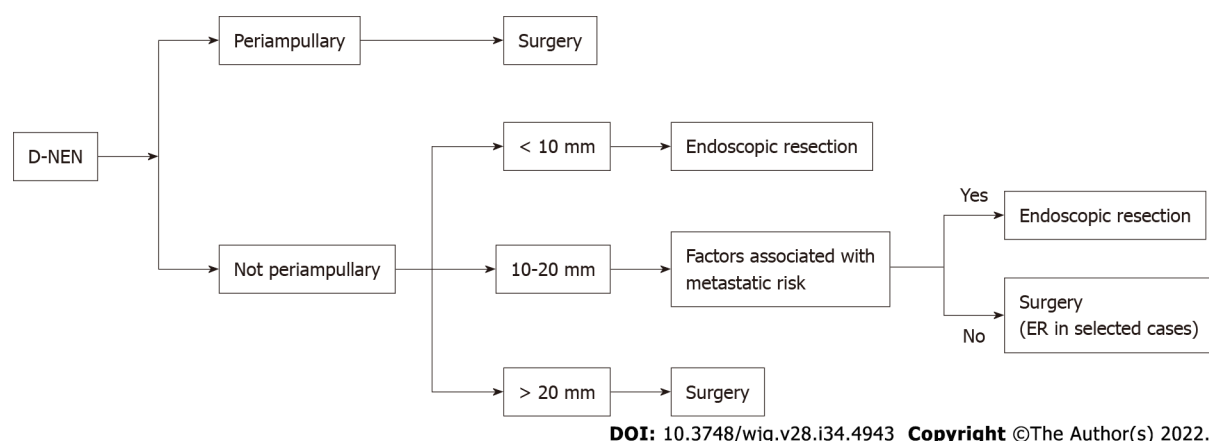 Periampullary
Surgery
D-NEN
< 10 mm
Endoscopic resection
Not periampullary
10-20 mm
Factors associated with
metastatic risk
Yes
Endoscopic resection
No
Surgery
(ER in selected cases)
> 20 mm
Surgery
DOI: 10.3748/wjg.v28.i34.4943 Copyright ©The Author(s) 2022.